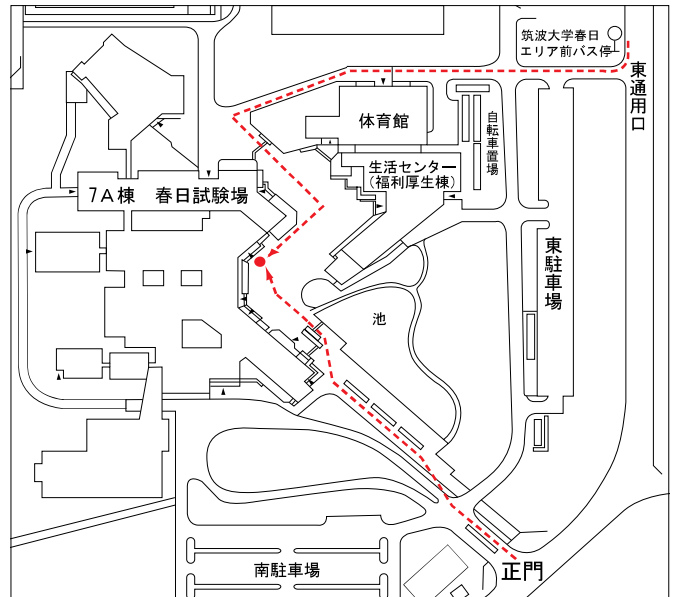 筑波大学春日
エリア前バス停
東通用口
体育館
自転車置場
生活センター
(福利厚生棟)
7A棟 春日試験場
東駐車場
池
南駐車場
正門